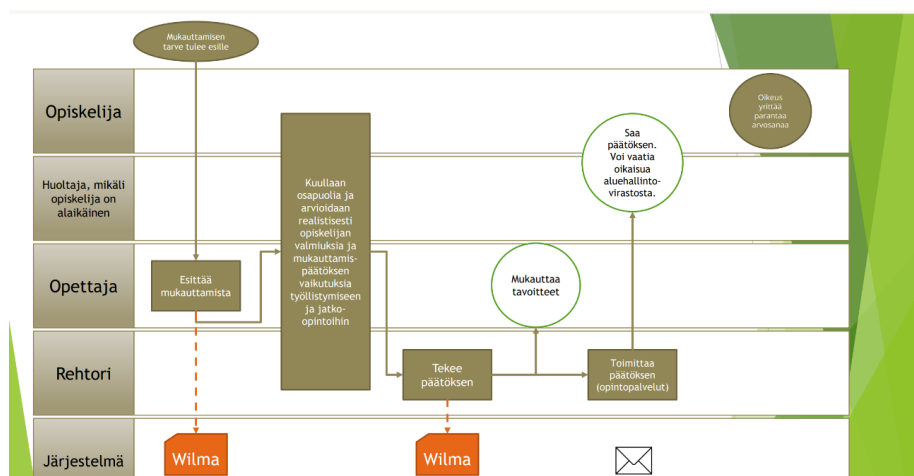 Mukauttamisen
tarve tulee esille
Opiskelija
Oikeus
yrittää
parantaa
arvosanaa
Saa
päätöksen.
Voi vaatia
oikaisua
aluehallinto-
virastosta.
Huoltaja, mikäli
opiskelija on
alaikäinen
Kuullaan
osapuolia ja
arvioidaan
realistisesti
opiskelijan
valmiuksia ja
mukauttamis-
päätöksen
vaikutuksia
työllistymiseen
ja jatko-
opintoihin
Opettaja
Esittää
mukauttamista
Mukauttaa
tavoitteet
Rehtori
Tekee
päätöksen
Toimittaa
päätöksen
(opintopalvelut)
Järjestelmä
Wilma
Wilma